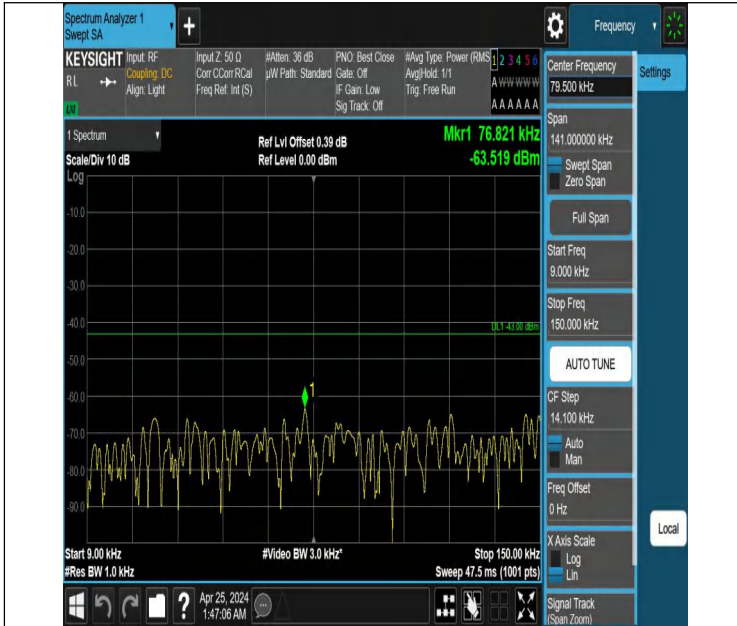 Spectrum Analyzer 1
Swept SA
+
Frequency
KEYSIGHT
RL
Input: RF
Coupling: DC
Align: Light
Input Z: 50 Ω
Corr CCorr RCal
Freq Ref: Int (S)
#Atten: 36 dB
µW Path: Standard
PNO: Best Close
Gate: Off
IF Gain: Low
Sig Track: Off
#Avg Type: Power (RMS
Avg|Hold: 1/1
Trig: Free Run
1 2 3 4 5 6
A W W W W W
A A A A A A
1 Spectrum
Scale/Div 10 dB
Ref Lvl Offset 0.39 dB
Ref Level 0.00 dBm
Mkr1 76.821 kHz
-63.519 dBm
Log
-10.0
-20.0
-30.0
-40.0
-50.0
-60.0
-70.0
-80.0
-90.0
DL1 -43.00 dBm
1
Start 9.00 kHz
#Res BW 1.0 kHz
#Video BW 3.0 kHz*
Stop 150.00 kHz
Sweep 47.5 ms (1001 pts)
Center Frequency
79.500 kHz
Settings
Span
141.000000 kHz
Swept Span
Zero Span
Full Span
Start Freq
9.000 kHz
Stop Freq
150.000 kHz
AUTO TUNE
CF Step
14.100 kHz
Auto
Man
Freq Offset
0 Hz
X Axis Scale
Log
Lin
Signal Track
(Span Zoom)
Local
?
Apr 25, 2024
1:47:06 AM